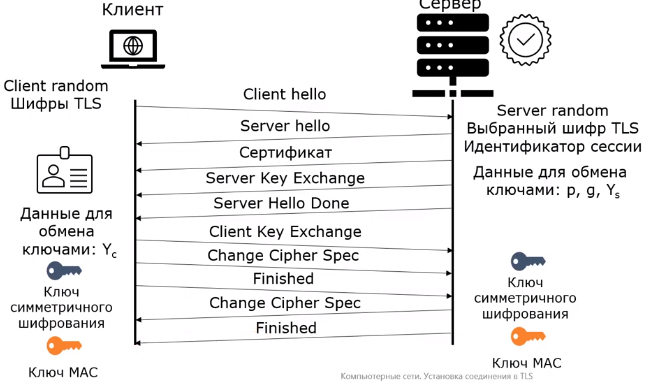 Клиент
Сервер
Client random
Шифры TLS
Client hello
Server random
Выбранный шифр TLS
Идентификатор сессии
Server hello
Сертификат
Данные для обмена
ключами: p, g, Ys
Server Key Exchange
Server Hello Done
Данные для
обмена
ключами: Yc
Client Key Exchange
Change Cipher Spec
Finished
Change Cipher Spec
Finished
Ключ
симметричного
шифрования
Ключ MAC
Ключ
симметричного
шифрования
Ключ MAC
Компьютерные сети. Установка соединения в TLS